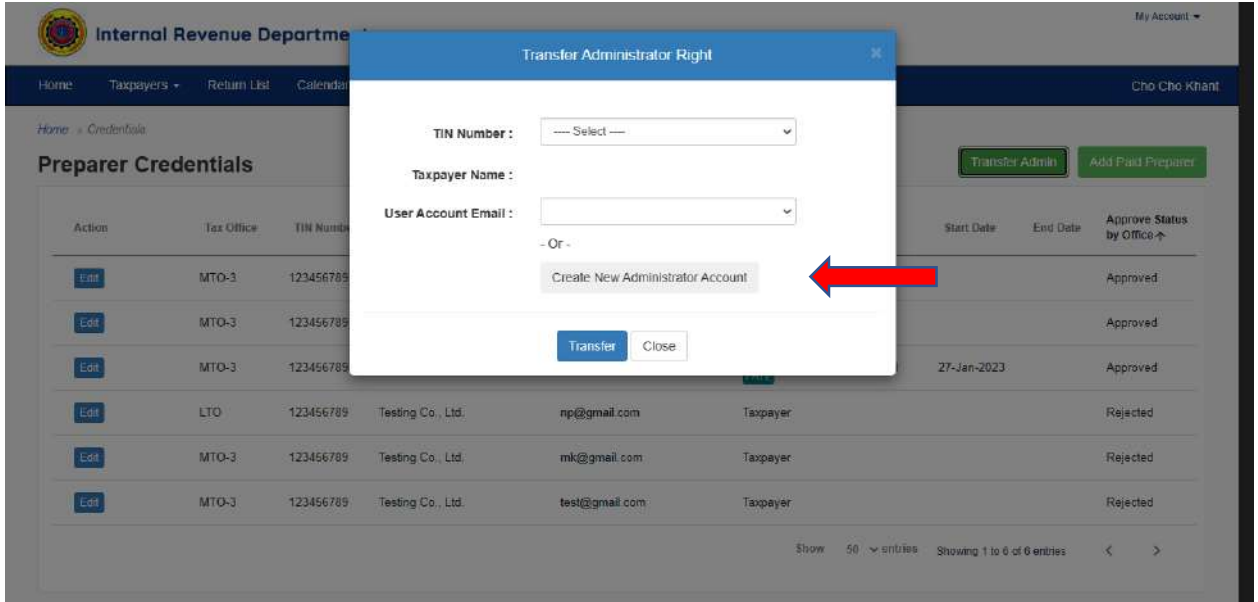 My Account
Internal Revenue Departme
Transfer Administrator Right
×
Home Taxpayers Return List Calendar Cho Cho Khant
Home » Credentials
Preparer Credentials
Transfer Admin Add Paid Preparer
TIN Number : ---- Select ----
Taxpayer Name :
User Account Email :
- Or -
Create New Administrator Account
Transfer Close
Action Tax Office TIN Numbe Start Date End Date Approve Status
by Office
Edit MTO-3 123456789 Approved
Edit MTO-3 123456789 Approved
Edit MTO-3 123456789 27-Jan-2023 Approved
Edit LTO 123456789 Testing Co., Ltd. np@gmail.com Taxpayer Rejected
Edit MTO-3 123456789 Testing Co., Ltd. mk@gmail.com Taxpayer Rejected
Edit MTO-3 123456789 Testing Co., Ltd. test@gmail.com Taxpayer Rejected
Show 50 entries Showing 1 to 6 of 6 entries < >